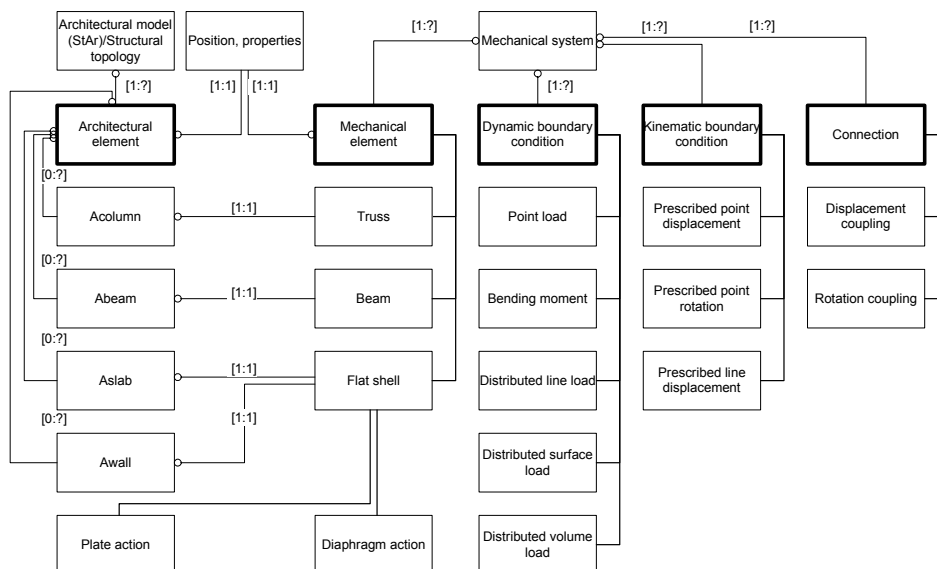 Architectural model
(StAr)/Structural
topology
Position, properties
[1:?]
Mechanical system
[1:?]
[1:?]
[1:?]
[1:1]
[1:1]
[1:?]
Architectural
element
Mechanical
element
Dynamic boundary
condition
Kinematic boundary
condition
Connection
[0:?]
Acolumn
[1:1]
Truss
Point load
Prescribed point
displacement
Displacement
coupling
[0:?]
Abeam
[1:1]
Beam
Bending moment
Prescribed point
rotation
Rotation coupling
[0:?]
Aslab
[1:1]
Flat shell
Distributed line load
Prescribed line
displacement
[0:?]
[1:1]
Awall
Distributed surface
load
Plate action
Diaphragm action
Distributed volume
load